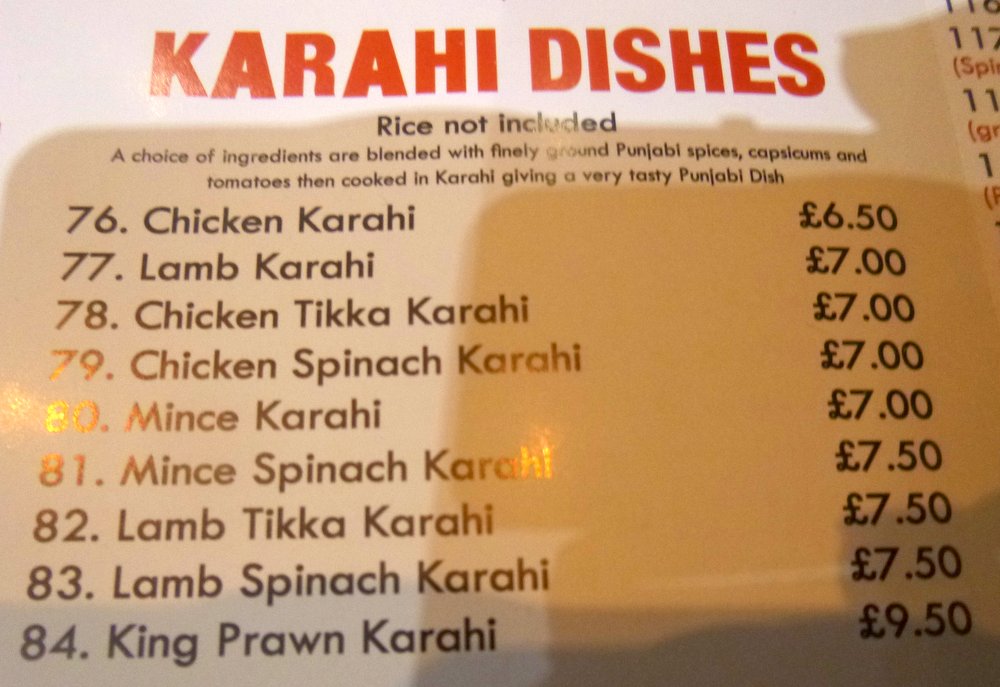 KARAHI DISHES
Rice not included
A choice of ingredients are blended with finely ground Punjabi spices, capsicums and
tomatoes then cooked in Karahi giving a very tasty Punjabi Dish
76. Chicken Karahi £6.50
77. Lamb Karahi £7.00
78. Chicken Tikka Karahi £7.00
79. Chicken Spinach Karahi £7.00
80. Mince Karahi £7.00
81. Mince Spinach Karahi £7.50
82. Lamb Tikka Karahi £7.50
83. Lamb Spinach Karahi £7.50
84. King Prawn Karahi £9.50
116
117